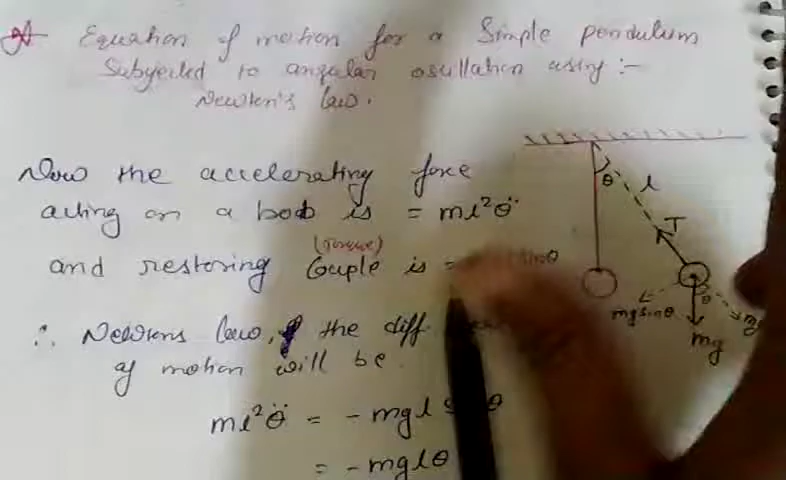 Equation of motion for a Simple pendulum
Subjected to angular oscillation using :-
Newton's law.
Now the accelerating force
acting on a bob is = ml²θ̈
(Torque)
and restoring Couple is =
∴ Newtons law, the diff
of motion will be
ml²θ̈ = - mgl s θ
= - mglθ
θ
l
T
θ
mg sinθ
mg